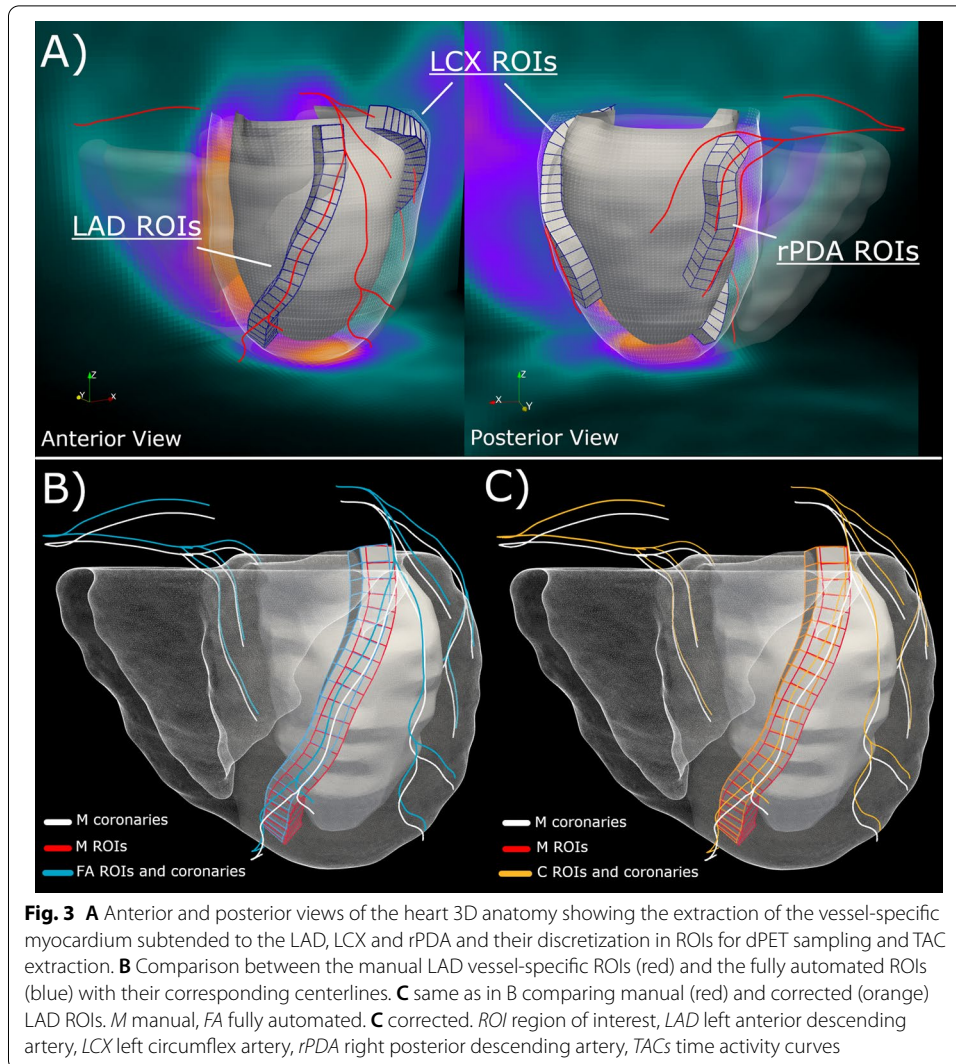 A)
LCX ROIs
LAD ROIs
rPDA ROIs
Z
Y
X
Z
X
Y
Anterior View
Posterior View
B)
C)
M coronaries
M ROIs
FA ROIs and coronaries
M coronaries
M ROIs
C ROIs and coronaries
Fig. 3 A Anterior and posterior views of the heart 3D anatomy showing the extraction of the vessel-specific
myocardium subtended to the LAD, LCX and rPDA and their discretization in ROIs for dPET sampling and TAC
extraction. B Comparison between the manual LAD vessel-specific ROIs (red) and the fully automated ROIs
(blue) with their corresponding centerlines. C same as in B comparing manual (red) and corrected (orange)
LAD ROIs. M manual, FA fully automated. C corrected. ROI region of interest, LAD left anterior descending
artery, LCX left circumflex artery, rPDA right posterior descending artery, TACs time activity curves